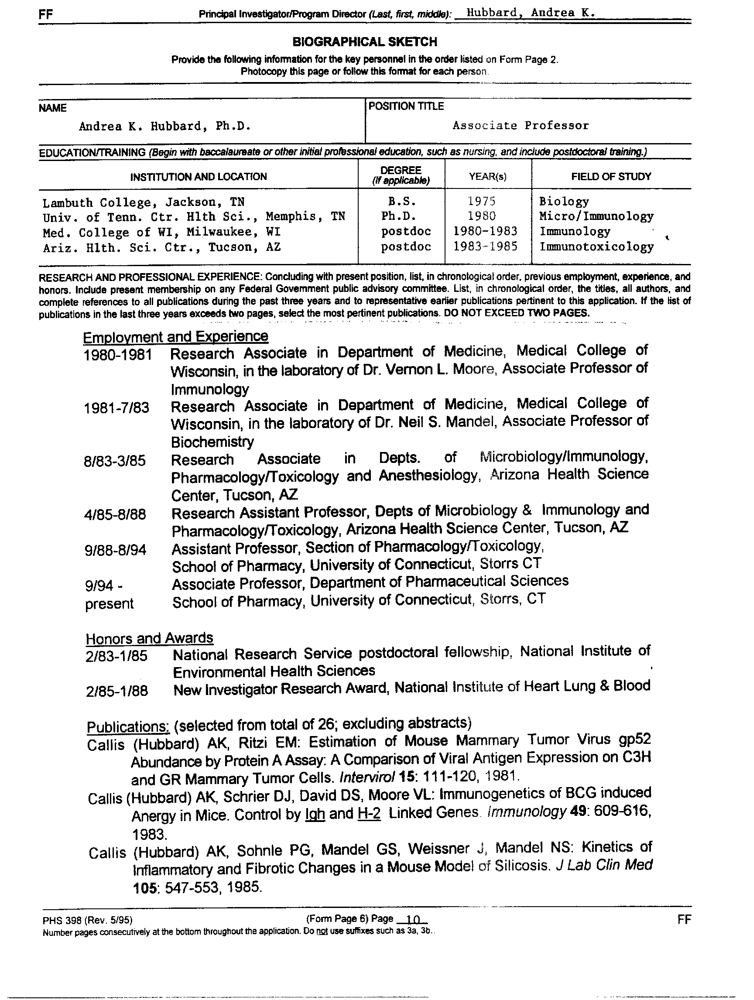 FF Principal Investigator/Program Director (Last, first, middle): Hubbard, Andrea K.
BIOGRAPHICAL SKETCH
Provide the following information for the key personnel in the order listed on Form Page 2.
Photocopy this page or follow this format for each person.
NAME POSITION TITLE
Andrea K. Hubbard, Ph.D. Associate Professor
EDUCATION/TRAINING (Begin with baccalaureate or other initial professional education, such as nursing, and include postdoctoral training.)
INSTITUTION AND LOCATION DEGREE (if applicable) YEAR(s) FIELD OF STUDY
Lambuth College, Jackson, TN B.S. 1975 Biology
Univ. of Tenn. Ctr. Hlth Sci., Memphis, TN Ph.D. 1980 Micro/Immunology
Med. College of WI, Milwaukee, WI postdoc 1980-1983 Immunology
Ariz. Hlth. Sci. Ctr., Tucson, AZ postdoc 1983-1985 Immunotoxicology
RESEARCH AND PROFESSIONAL EXPERIENCE: Concluding with present position, list, in chronological order, previous employment, experience, and
honors. Include present membership on any Federal Government public advisory committee. List, in chronological order, the titles, all authors, and
complete references to all publications during the past three years and to representative earlier publications pertinent to this application. If the list of
publications in the last three years exceeds two pages, select the most pertinent publications. DO NOT EXCEED TWO PAGES.
Employment and Experience
1980-1981 Research Associate in Department of Medicine, Medical College of
Wisconsin, in the laboratory of Dr. Vernon L. Moore, Associate Professor of
Immunology
1981-7/83 Research Associate in Department of Medicine, Medical College of
Wisconsin, in the laboratory of Dr. Neil S. Mandel, Associate Professor of
Biochemistry
8/83-3/85 Research Associate in Depts. of Microbiology/Immunology,
Pharmacology/Toxicology and Anesthesiology, Arizona Health Science
Center, Tucson, AZ
4/85-8/88 Research Assistant Professor, Depts of Microbiology & Immunology and
Pharmacology/Toxicology, Arizona Health Science Center, Tucson, AZ
9/88-8/94 Assistant Professor, Section of Pharmacology/Toxicology,
School of Pharmacy, University of Connecticut, Storrs CT
9/94 - Associate Professor, Department of Pharmaceutical Sciences
present School of Pharmacy, University of Connecticut, Storrs, CT
Honors and Awards
2/83-1/85 National Research Service postdoctoral fellowship, National Institute of
Environmental Health Sciences
2/85-1/88 New Investigator Research Award, National Institute of Heart Lung & Blood
Publications: (selected from total of 26; excluding abstracts)
Callis (Hubbard) AK, Ritzi EM: Estimation of Mouse Mammary Tumor Virus gp52
Abundance by Protein A Assay: A Comparison of Viral Antigen Expression on C3H
and GR Mammary Tumor Cells. Intervirol 15: 111-120, 1981.
Callis (Hubbard) AK, Schrier DJ, David DS, Moore VL: Immunogenetics of BCG induced
Anergy in Mice. Control by Igh and H-2 Linked Genes. Immunology 49: 609-616,
1983.
Callis (Hubbard) AK, Sohnle PG, Mandel GS, Weissner J, Mandel NS: Kinetics of
Inflammatory and Fibrotic Changes in a Mouse Model of Silicosis. J Lab Clin Med
105: 547-553, 1985.
PHS 398 (Rev. 5/95) (Form Page 6) Page 10 FF
Number pages consecutively at the bottom throughout the application. Do not use suffixes such as 3a, 3b.